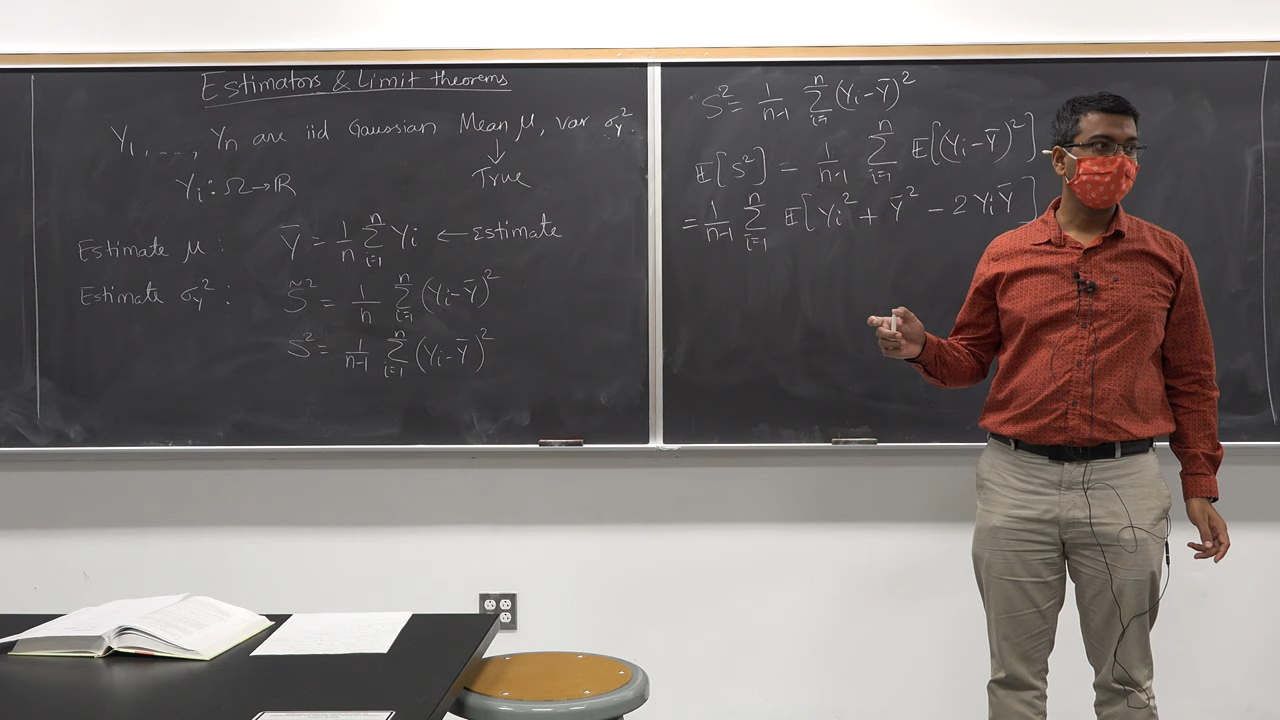 Estimators & Limit theorems
Y₁, ..., Yn are iid Gaussian Mean μ, var σ_Y².
↓
Yi : Ω → ℝ True
Estimate μ : Ȳ = 1/n Σ_{i=1}^{n} Yi ← Estimate
Estimate σ_Y² : S̃² = 1/n Σ_{i=1}^{n} (Yi - Ȳ)²
S² = 1/(n-1) Σ_{i=1}^{n} (Yi - Ȳ)²
S² = 1/(n-1) Σ_{i=1}^{n} (Yi - Ȳ)²
𝔼[S²] = 1/(n-1) Σ_{i=1}^{n} 𝔼[(Yi - Ȳ)²]
= 1/(n-1) Σ_{i=1}^{n} 𝔼[Yi² + Ȳ² - 2 Yi Ȳ]